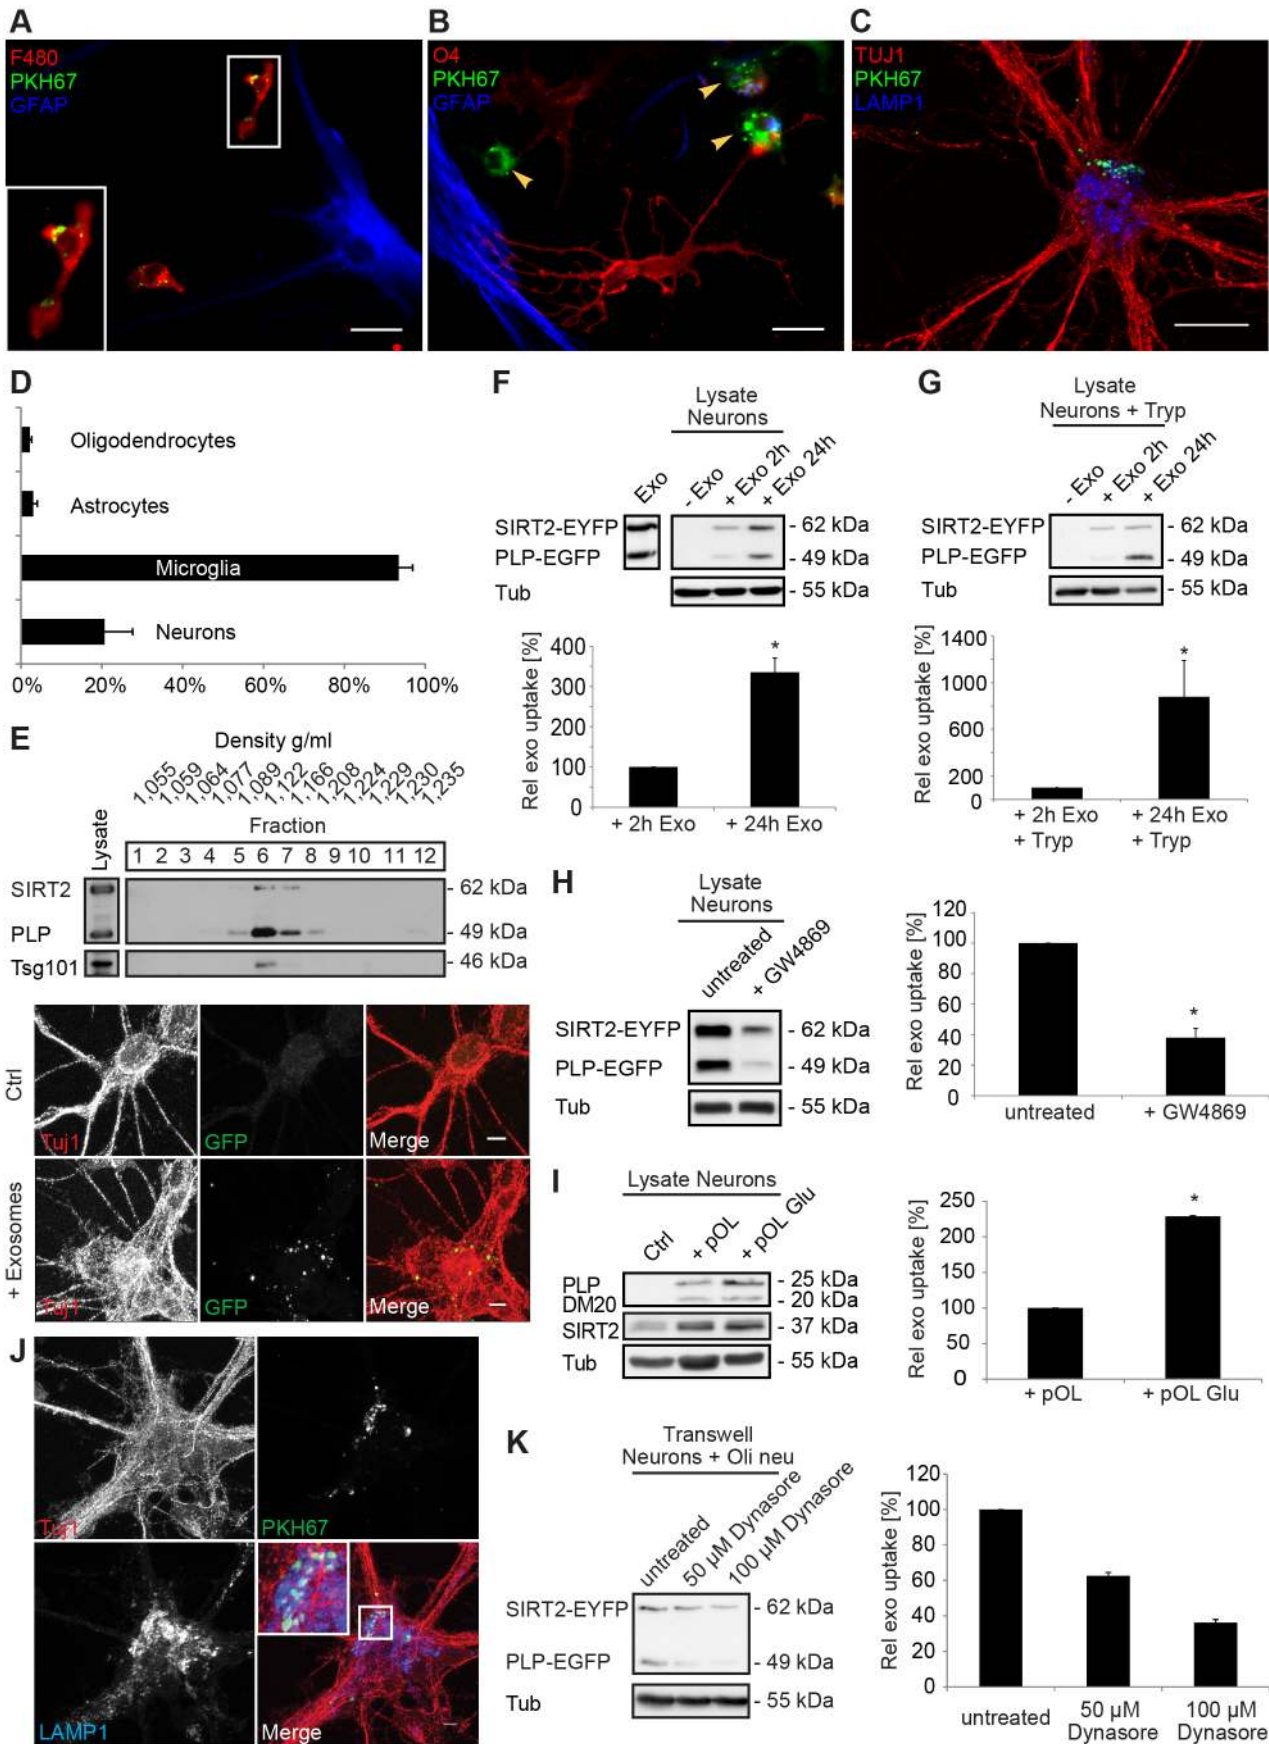 A
F480
PKH67
GFAP
B
O4
PKH67
GFAP
C
TUJ1
PKH67
LAMP1
D
Oligodendrocytes
Astrocytes
Microglia
Neurons
0% 20% 40% 60% 80% 100%
E
Density g/ml
1,055 1,059 1,064 1,077 1,089 1,122 1,166 1,208 1,224 1,229 1,230 1,235
Fraction
Lysate
1 2 3 4 5 6 7 8 9 10 11 12
SIRT2 - 62 kDa
PLP - 49 kDa
Tsg101 - 46 kDa
Ctrl
Tuj1 GFP Merge
+ Exosomes
Tuj1 GFP Merge
F
Lysate
Neurons
Exo - Exo + Exo 2h + Exo 24h
SIRT2-EYFP - 62 kDa
PLP-EGFP - 49 kDa
Tub - 55 kDa
Rel exo uptake [%]
400
300
200
100
0
*
+ 2h Exo + 24h Exo
G
Lysate
Neurons + Tryp
- Exo + Exo 2h + Exo 24h
SIRT2-EYFP - 62 kDa
PLP-EGFP - 49 kDa
Tub - 55 kDa
Rel exo uptake [%]
1400
1000
600
200
0
*
+ 2h Exo + 24h Exo
+ Tryp + Tryp
H
Lysate
Neurons
untreated + GW4869
SIRT2-EYFP - 62 kDa
PLP-EGFP - 49 kDa
Tub - 55 kDa
Rel exo uptake [%]
120
100
80
60
40
20
0
*
untreated + GW4869
I
Lysate Neurons
Ctrl + pOL + pOL Glu
PLP - 25 kDa
DM20 - 20 kDa
SIRT2 - 37 kDa
Tub - 55 kDa
Rel exo uptake [%]
250
200
150
100
50
0
*
+ pOL + pOL Glu
J
Tuj1 PKH67
LAMP1 Merge
K
Transwell
Neurons + Oli neu
untreated 50 µM Dynasore 100 µM Dynasore
SIRT2-EYFP - 62 kDa
PLP-EGFP - 49 kDa
Tub - 55 kDa
Rel exo uptake [%]
120
100
80
60
40
20
0
untreated 50 µM 100 µM
Dynasore Dynasore